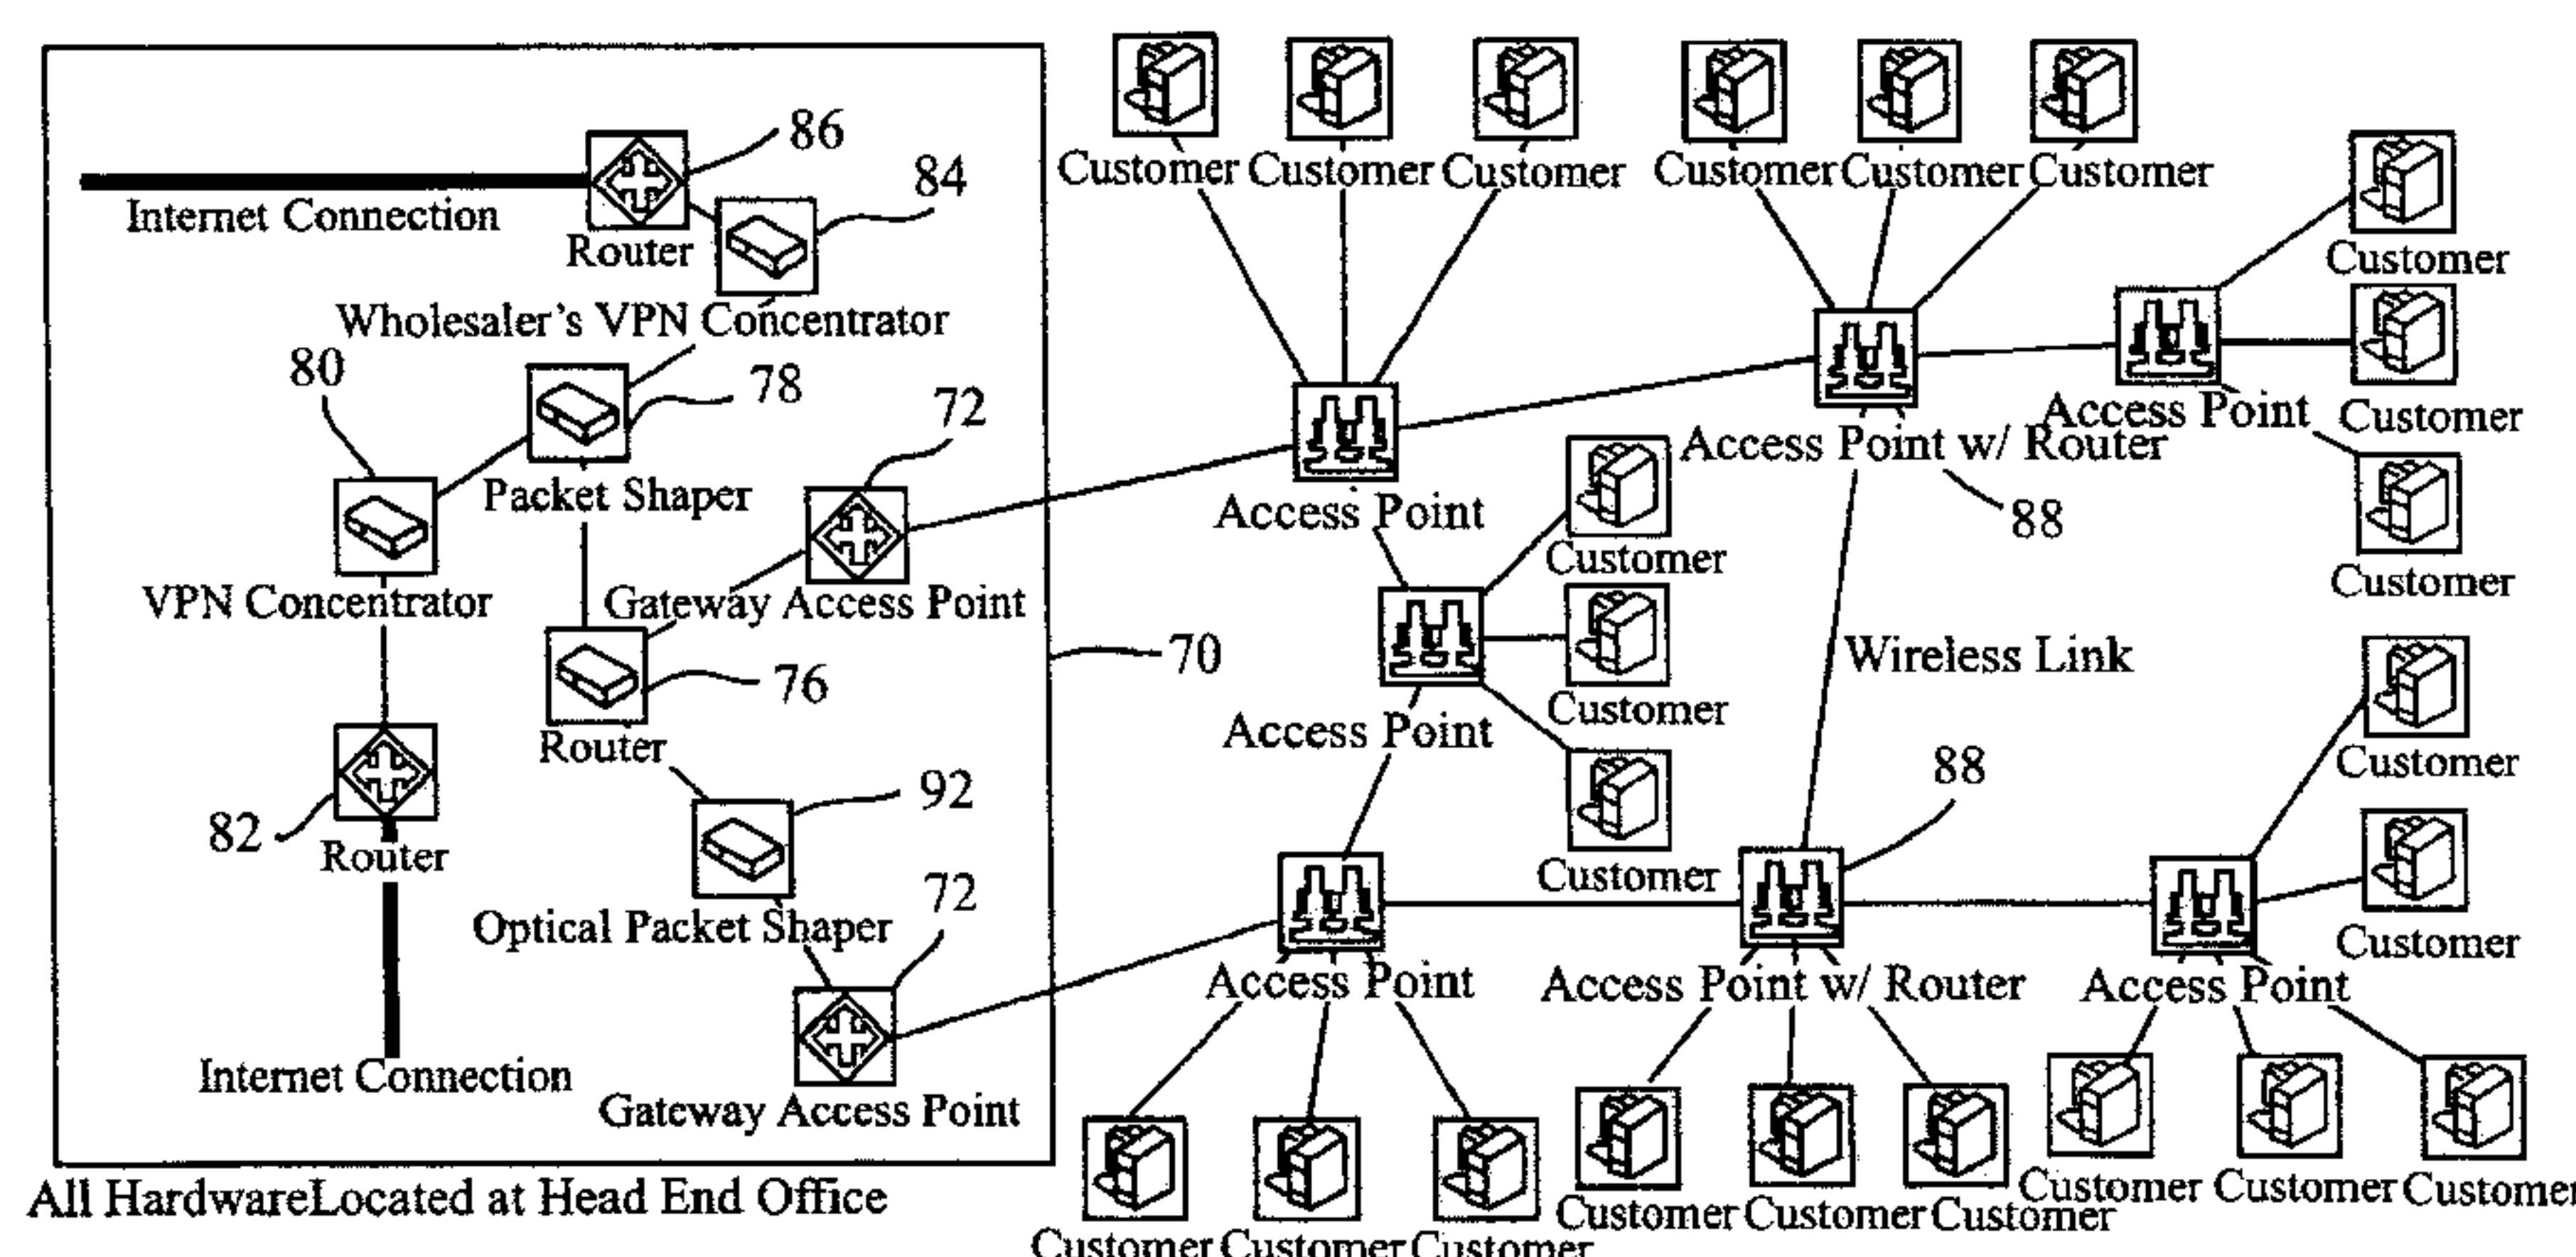 Customer Customer Customer
Customer Customer Customer
86
84
Internet Connection
Router
Customer
Wholesaler's VPN Concentrator
80
78
72
Customer
Access Point
Access Point w/ Router
Packet Shaper
Access Point
88
Customer
Customer
VPN Concentrator
Gateway Access Point
70
Wireless Link
76
Customer
Access Point
Router
Customer
88
92
82
Router
Customer
72
Optical Packet Shaper
Customer
Access Point
Access Point w/ Router
Access Point
Internet Connection
Gateway Access Point
All HardwareLocated at Head End Office
Customer Customer Customer
Customer Customer Customer
Customer Customer Customer